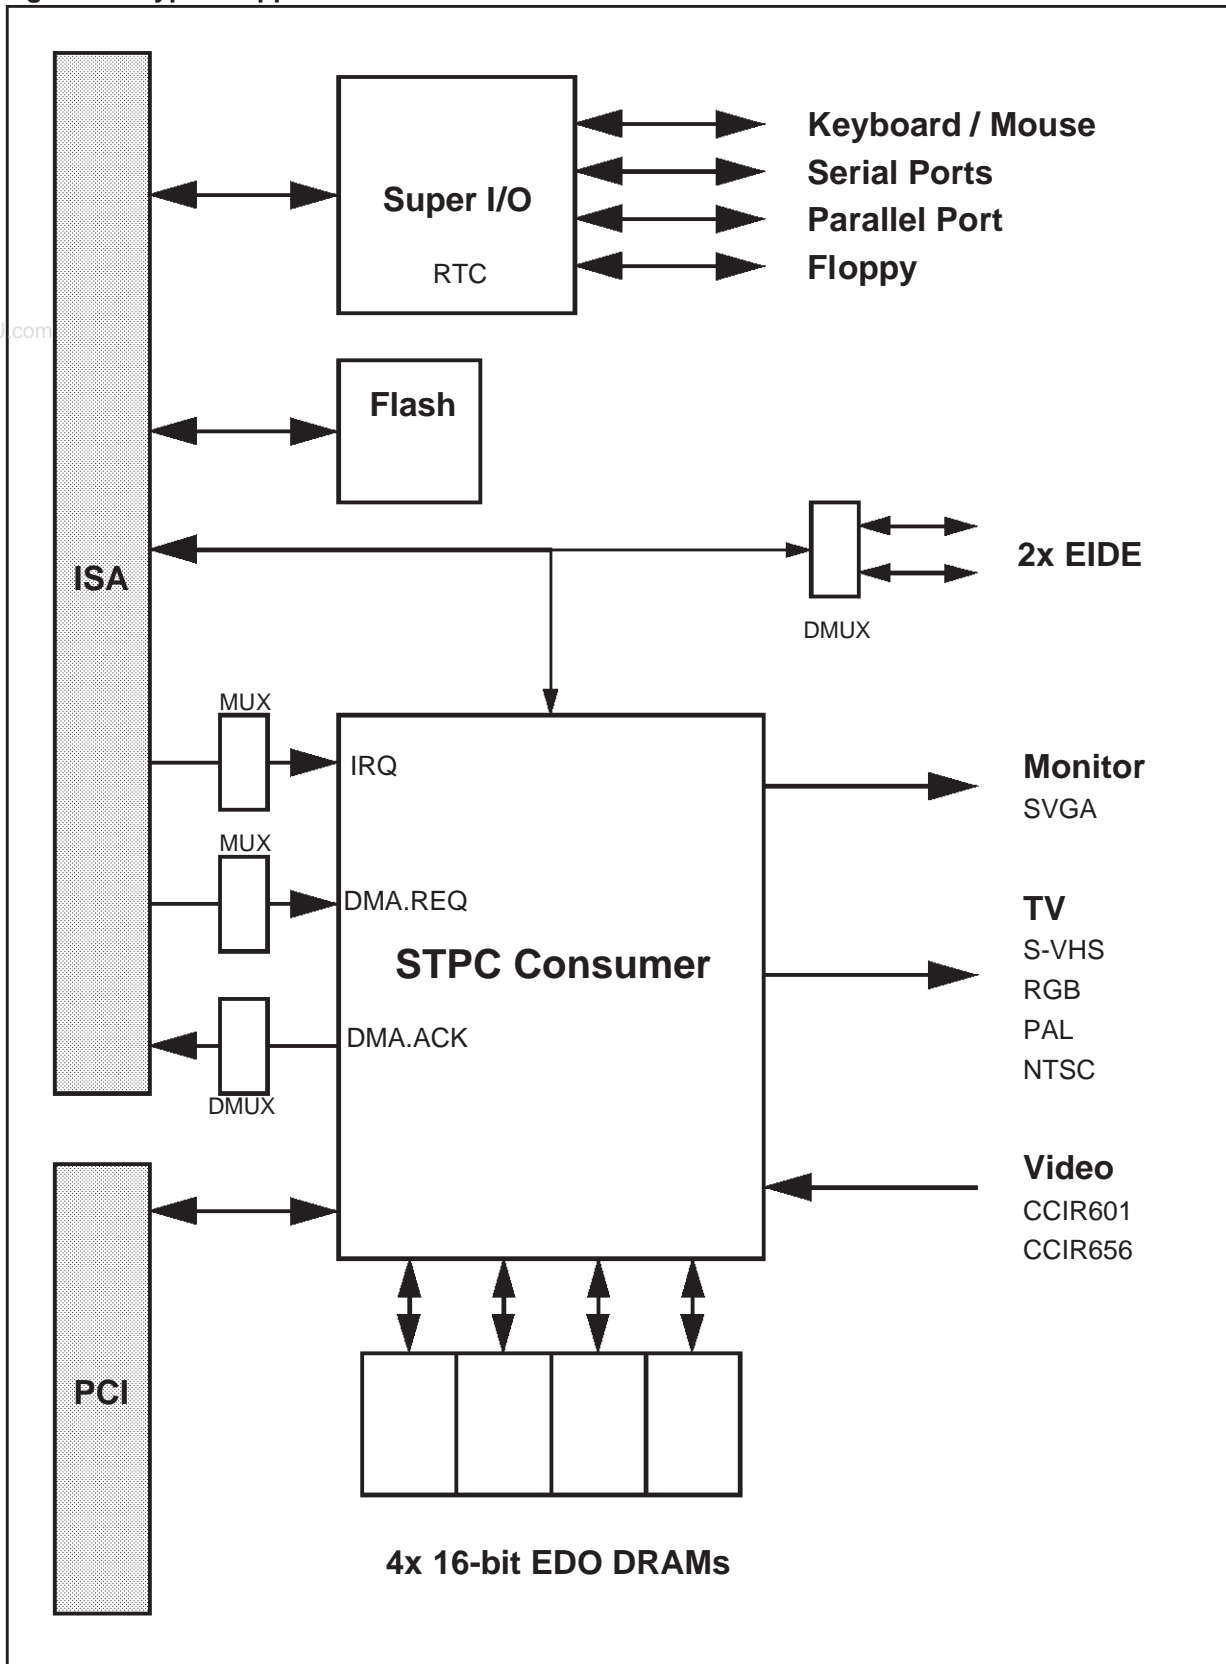 Keyboard / Mouse
Serial Ports
Parallel Port
Floppy
Super I/O
RTC
.com
Flash
ISA
2x EIDE
DMUX
MUX
IRQ
MUX
DMA.REQ
STPC Consumer
DMA.ACK
DMUX
Monitor
SVGA
TV
S-VHS
RGB
PAL
NTSC
Video
CCIR601
CCIR656
PCI
4x 16-bit EDO DRAMs